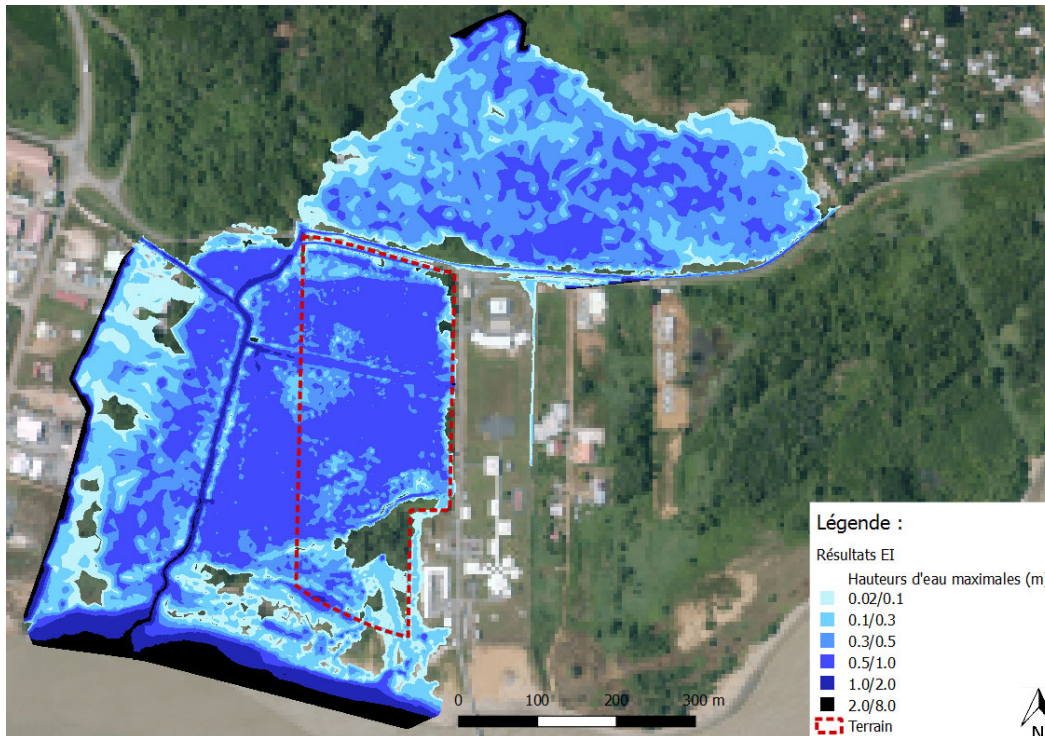 Légende :
Résultats EI
Hauteurs d'eau maximales (m)
0.02/0.1
0.1/0.3
0.3/0.5
0.5/1.0
1.0/2.0
2.0/8.0
Terrain
0 100 200 300 m
N